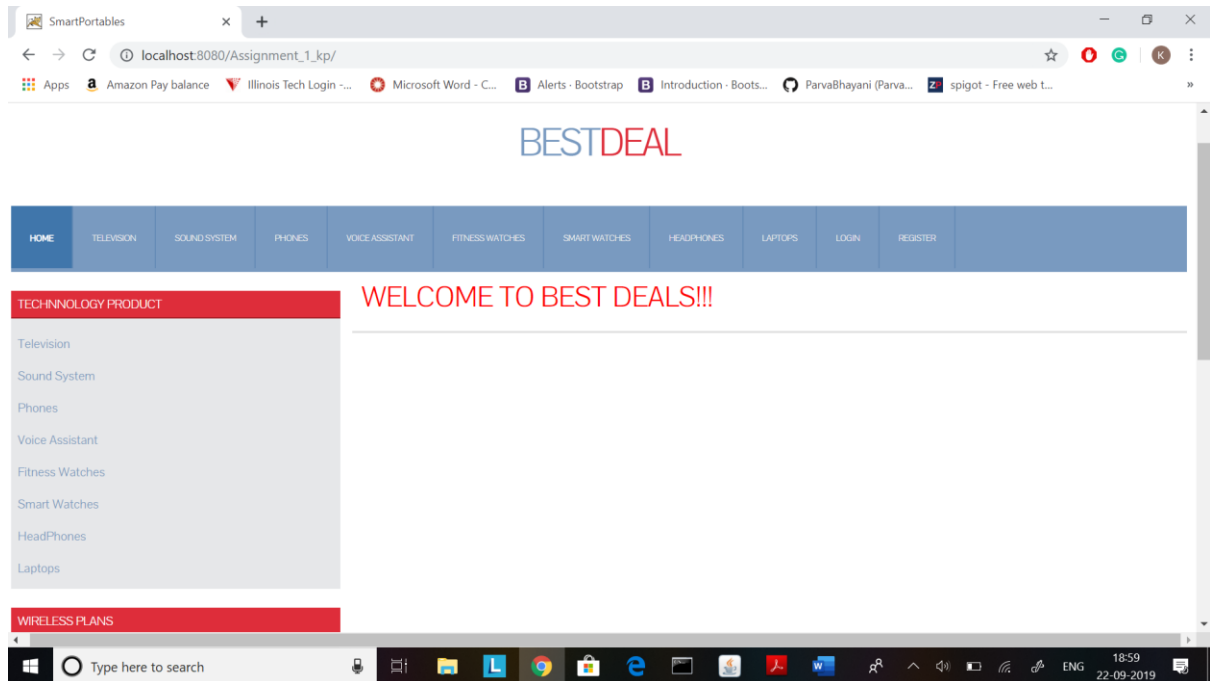 SmartPortables
localhost:8080/Assignment_1_kp/
Apps Amazon Pay balance Illinois Tech Login -... Microsoft Word - C... Alerts · Bootstrap Introduction · Boots... ParvaBhayani (Parva... spigot - Free web t... »
BESTDEAL
HOME TELEVISION SOUND SYSTEM PHONES VOICE ASSISTANT FITNESS WATCHES SMART WATCHES HEADPHONES LAPTOPS LOGIN REGISTER
TECHNNOLOGY PRODUCT
Television
Sound System
Phones
Voice Assistant
Fitness Watches
Smart Watches
HeadPhones
Laptops
WIRELESS PLANS
WELCOME TO BEST DEALS!!!
Type here to search
ENG 18:59
22-09-2019